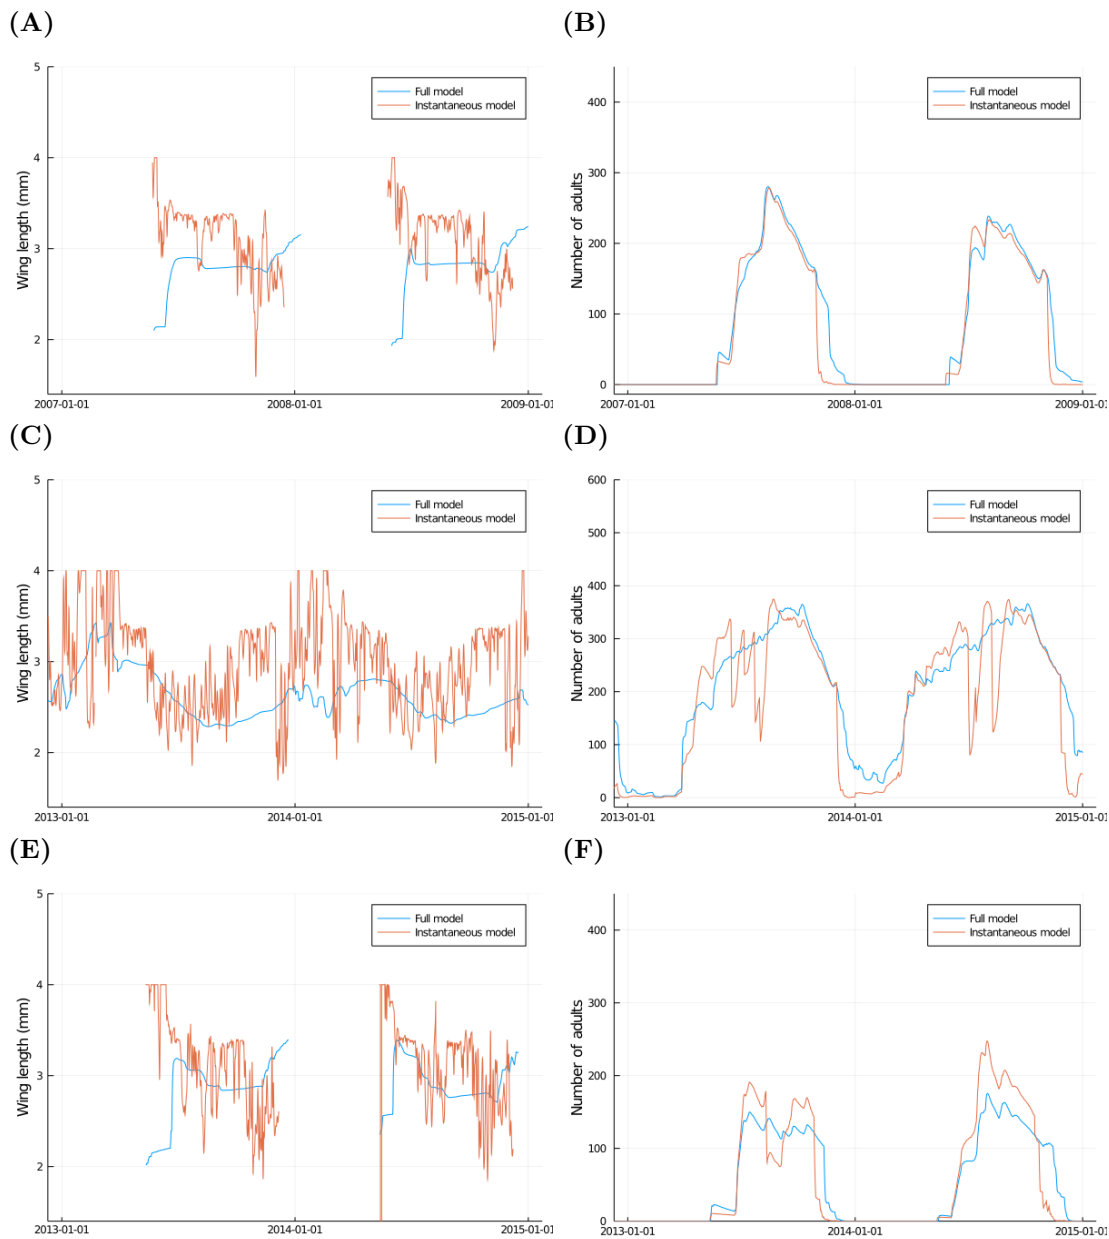 (A)
(B)
5
4
3
2
Wing length (mm)
Full model
Instantaneous model
2007-01-01
2008-01-01
2009-01-01
400
300
200
100
0
Number of adults
Full model
Instantaneous model
2007-01-01
2008-01-01
2009-01-01
(C)
(D)
5
4
3
2
Wing length (mm)
Full model
Instantaneous model
2013-01-01
2014-01-01
2015-01-01
600
500
400
300
200
100
0
Number of adults
Full model
Instantaneous model
2013-01-01
2014-01-01
2015-01-01
(E)
(F)
5
4
3
2
Wing length (mm)
Full model
Instantaneous model
2013-01-01
2014-01-01
2015-01-01
400
300
200
100
0
Number of adults
Full model
Instantaneous model
2013-01-01
2014-01-01
2015-01-01